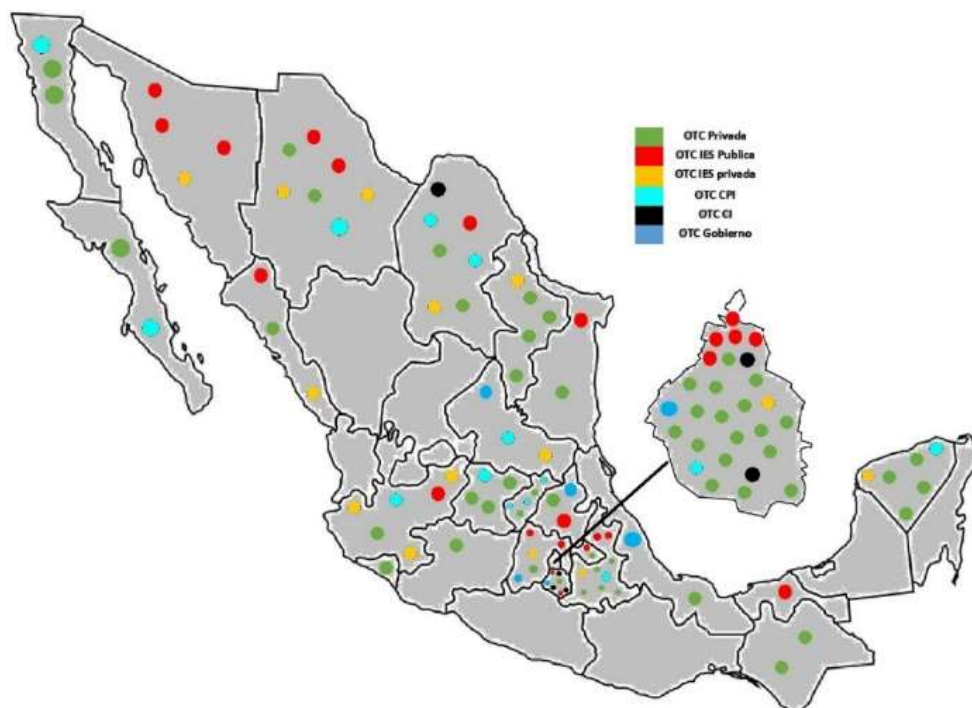 OTC Privada
OTC IES Publica
OTC IES privada
OTC CPI
OTC CI
OTC Gobierno